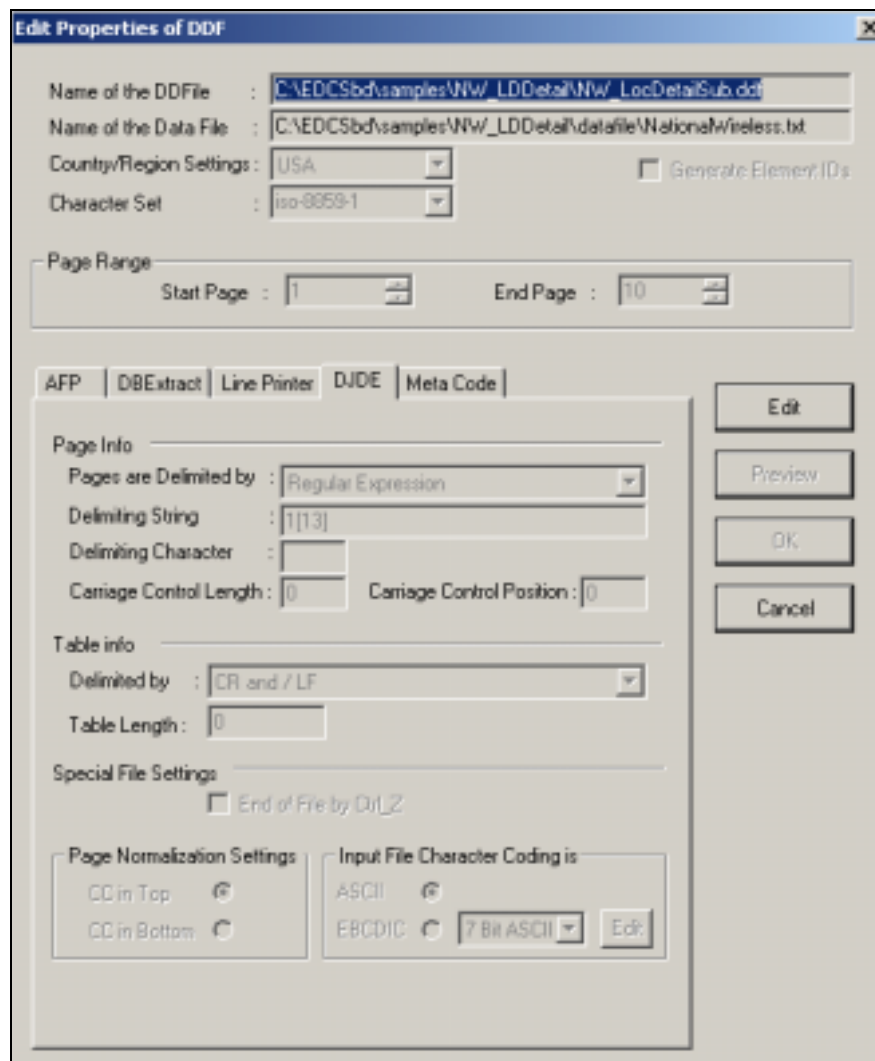 Edit Properties of DDF
Name of the DDFile : C:\EDCSbd\samples\NW_LDDetail\NW_LocDetailSub.ddf
Name of the Data File : C:\EDCSbd\samples\NW_LDDetail\datafile\NationalWireless.txt
Country/Region Settings : USA Generate Element IDs
Character Set : iso-8859-1
Page Range
Start Page : 1 End Page : 10
AFP DBExtract Line Printer DJDE Meta Code
Edit
Page Info
Pages are Delimited by : Regular Expression
Preview
Delimiting String : 1[13]
OK
Delimiting Character :
Carriage Control Length : 0 Carriage Control Position : 0
Cancel
Table info
Delimited by : CR and / LF
Table Length : 0
Special File Settings
End of File by Ctrl_Z
Page Normalization Settings Input File Character Coding is
CC in Top ASCII
CC in Bottom EBCDIC 7 Bit ASCII Edit